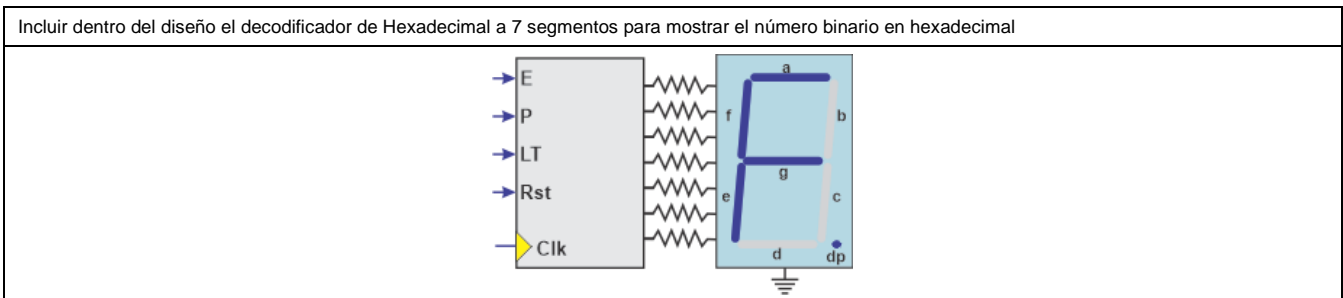 Incluir dentro del diseño el decodificador de Hexadecimal a 7 segmentos para mostrar el número binario en hexadecimal
E
P
LT
Rst
Clk
a
f
b
g
e
c
d
dp